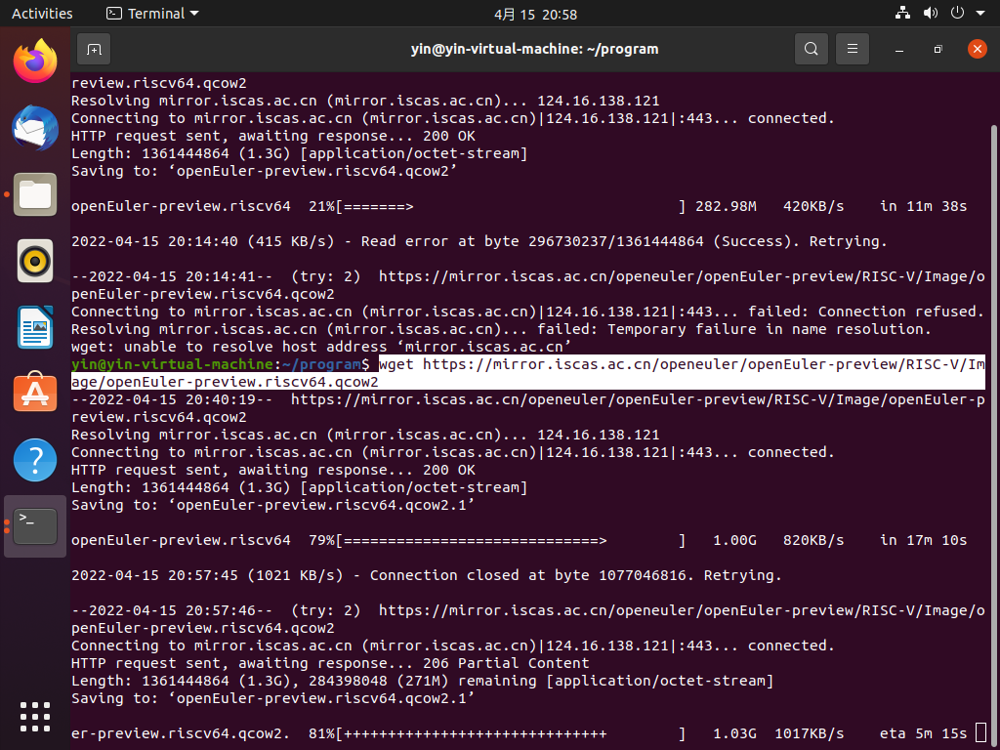 Activities Terminal 4月 15 20:58
yin@yin-virtual-machine: ~/program
review.riscv64.qcow2
Resolving mirror.iscas.ac.cn (mirror.iscas.ac.cn)... 124.16.138.121
Connecting to mirror.iscas.ac.cn (mirror.iscas.ac.cn)|124.16.138.121|:443... connected.
HTTP request sent, awaiting response... 200 OK
Length: 1361444864 (1.3G) [application/octet-stream]
Saving to: ‘openEuler-preview.riscv64.qcow2’
openEuler-preview.riscv64 21%[=======> ] 282.98M 420KB/s in 11m 38s
2022-04-15 20:14:40 (415 KB/s) - Read error at byte 296730237/1361444864 (Success). Retrying.
--2022-04-15 20:14:41-- (try: 2) https://mirror.iscas.ac.cn/openeuler/openEuler-preview/RISC-V/Image/o
penEuler-preview.riscv64.qcow2
Connecting to mirror.iscas.ac.cn (mirror.iscas.ac.cn)|124.16.138.121|:443... failed: Connection refused.
Resolving mirror.iscas.ac.cn (mirror.iscas.ac.cn)... failed: Temporary failure in name resolution.
wget: unable to resolve host address ‘mirror.iscas.ac.cn’
yin@yin-virtual-machine:~/program$ wget https://mirror.iscas.ac.cn/openeuler/openEuler-preview/RISC-V/Im
age/openEuler-preview.riscv64.qcow2
--2022-04-15 20:40:19-- https://mirror.iscas.ac.cn/openeuler/openEuler-preview/RISC-V/Image/openEuler-p
review.riscv64.qcow2
Resolving mirror.iscas.ac.cn (mirror.iscas.ac.cn)... 124.16.138.121
Connecting to mirror.iscas.ac.cn (mirror.iscas.ac.cn)|124.16.138.121|:443... connected.
HTTP request sent, awaiting response... 200 OK
Length: 1361444864 (1.3G) [application/octet-stream]
Saving to: ‘openEuler-preview.riscv64.qcow2.1’
openEuler-preview.riscv64 79%[=============================> ] 1.00G 820KB/s in 17m 10s
2022-04-15 20:57:45 (1021 KB/s) - Connection closed at byte 1077046816. Retrying.
--2022-04-15 20:57:46-- (try: 2) https://mirror.iscas.ac.cn/openeuler/openEuler-preview/RISC-V/Image/o
penEuler-preview.riscv64.qcow2
Connecting to mirror.iscas.ac.cn (mirror.iscas.ac.cn)|124.16.138.121|:443... connected.
HTTP request sent, awaiting response... 206 Partial Content
Length: 1361444864 (1.3G), 284398048 (271M) remaining [application/octet-stream]
Saving to: ‘openEuler-preview.riscv64.qcow2.1’
er-preview.riscv64.qcow2. 81%[++++++++++++++++++++++++++++++ ] 1.03G 1017KB/s eta 5m 15s